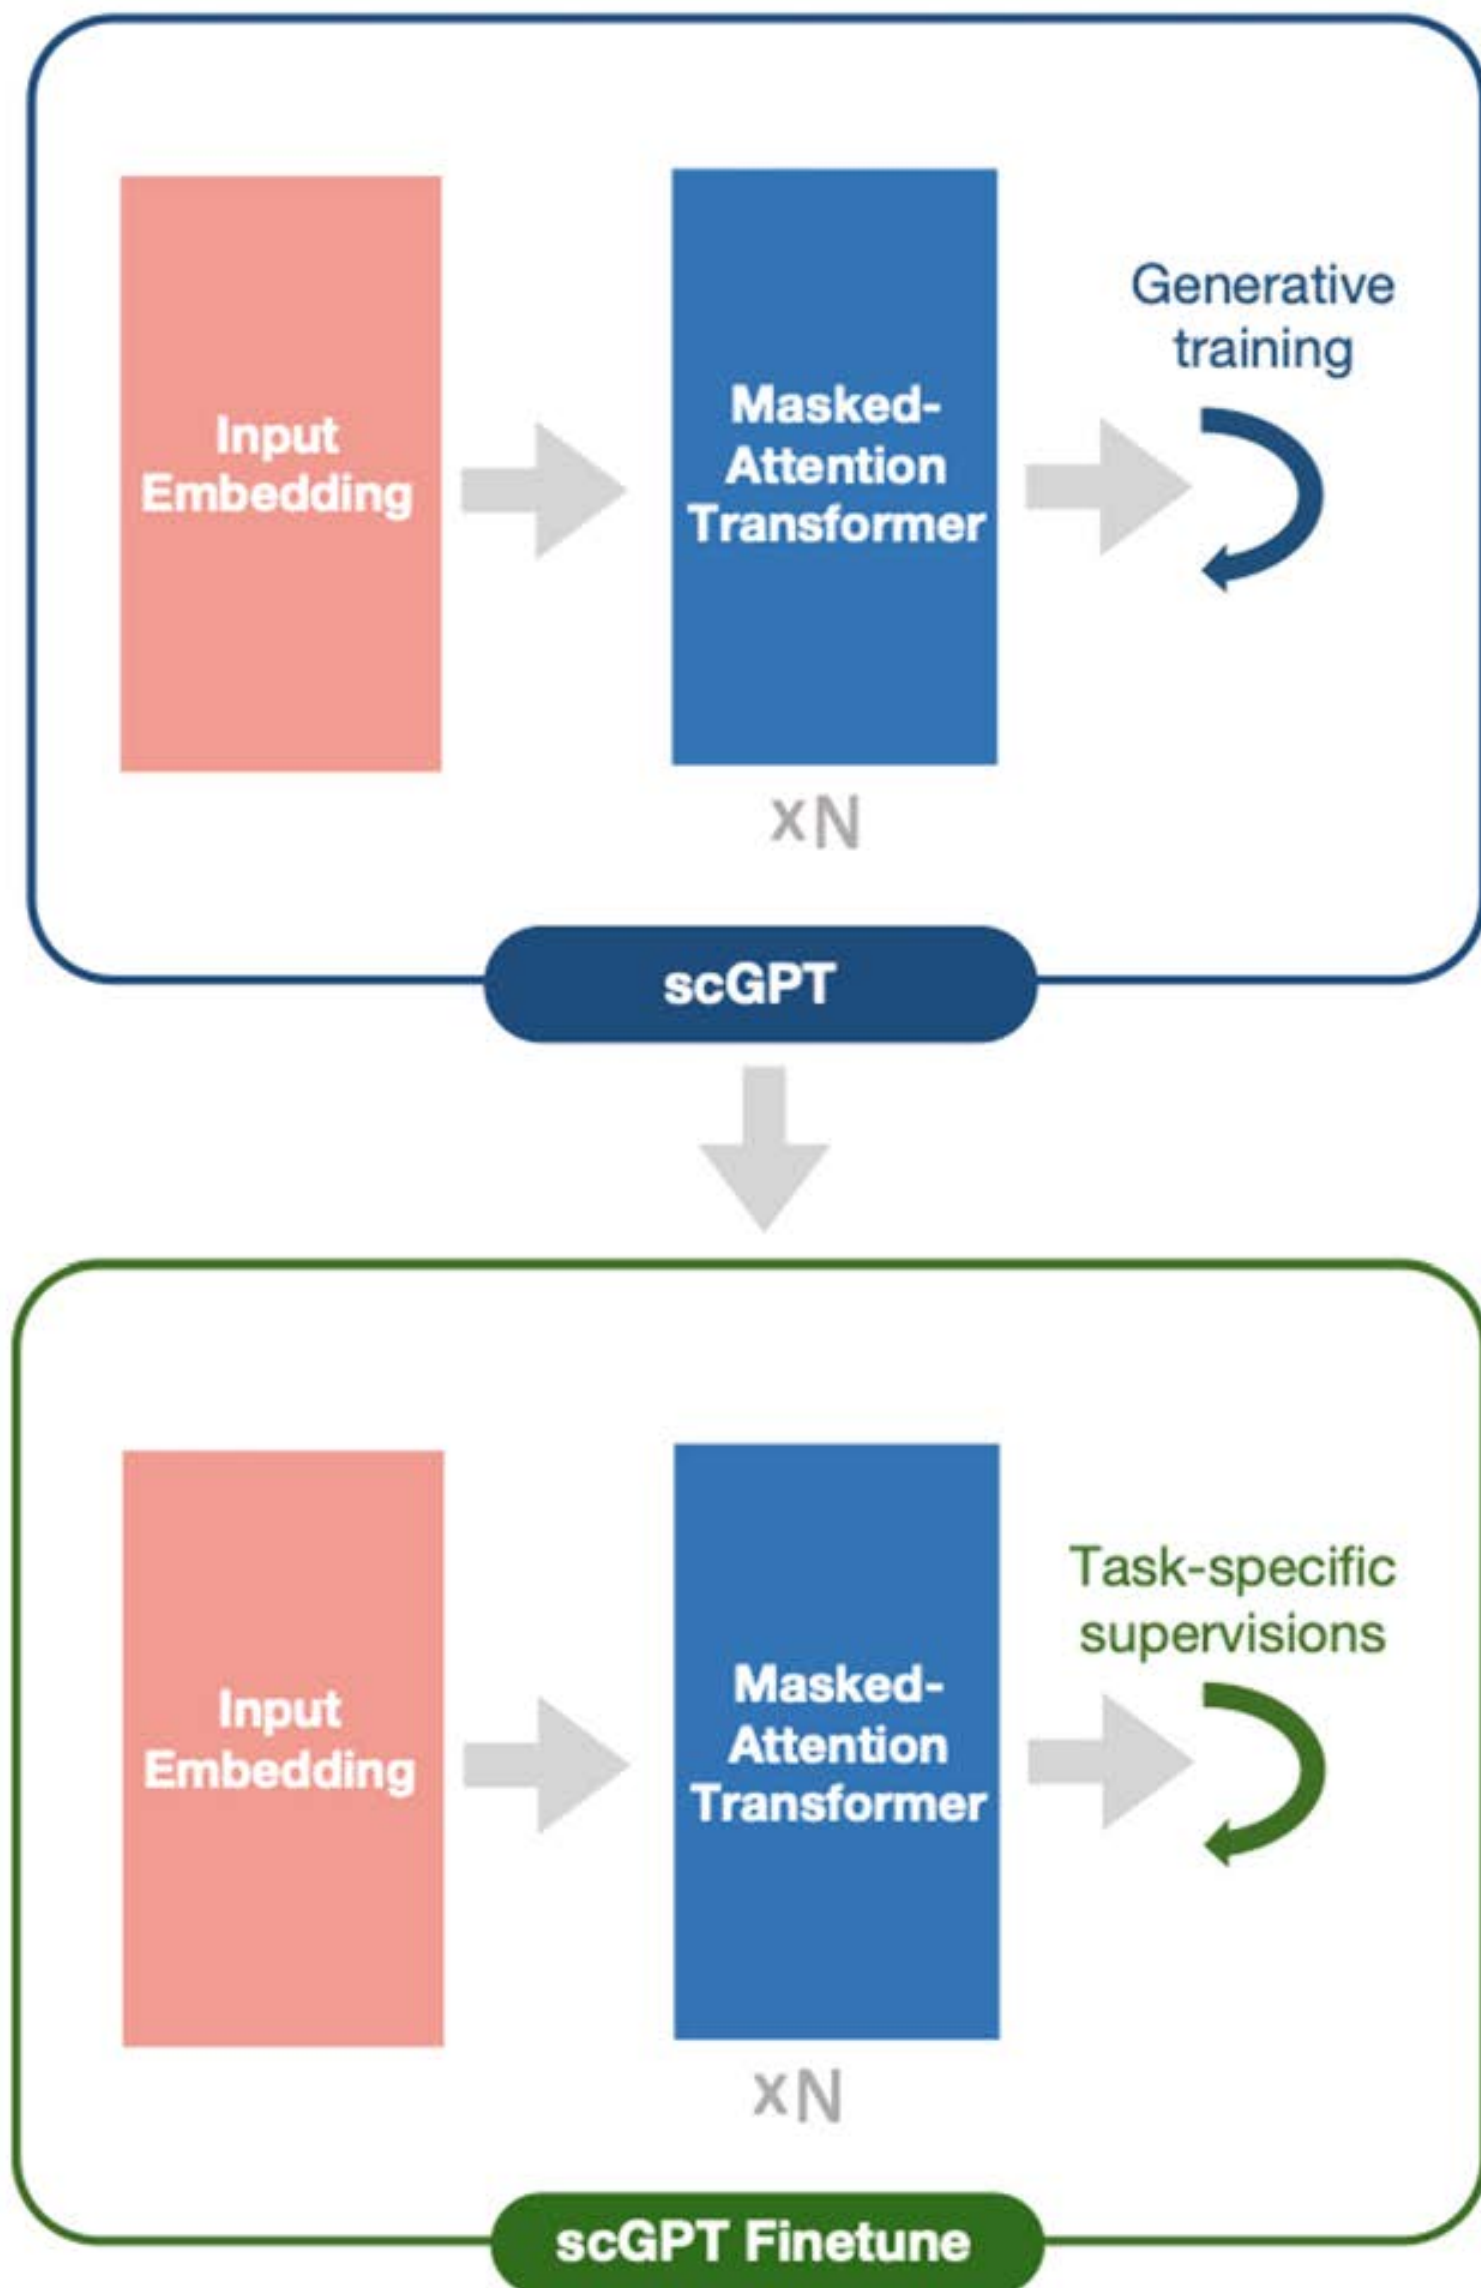 Generative
training
Input
Embedding
Masked-
Attention
Transformer
xN
scGPT
Task-specific
supervisions
Input
Embedding
Masked-
Attention
Transformer
xN
scGPT Finetune